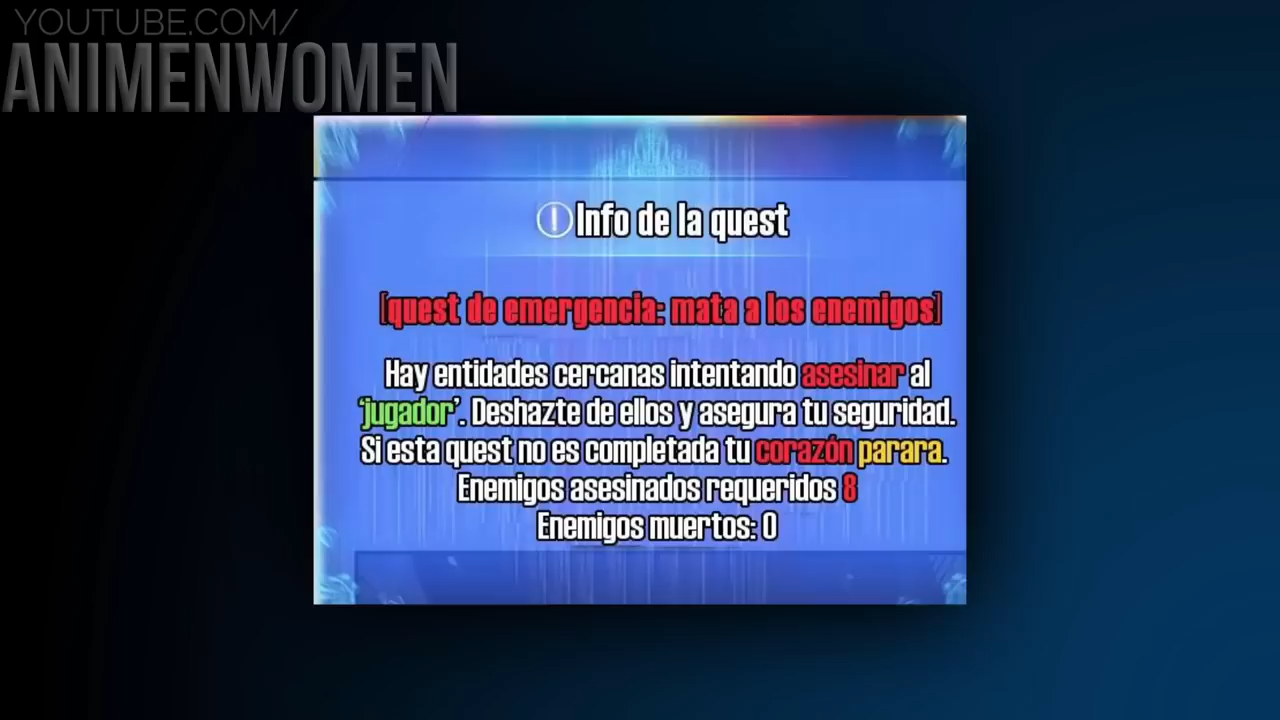 YOUTUBE.COM/
ANIMENWOMEN
! Info de la quest
[quest de emergencia: mata a los enemigos]
Hay entidades cercanas intentando asesinar al
‘jugador’. Deshazte de ellos y asegura tu seguridad.
Si esta quest no es completada tu corazón parara.
Enemigos asesinados requeridos 8
Enemigos muertos: 0